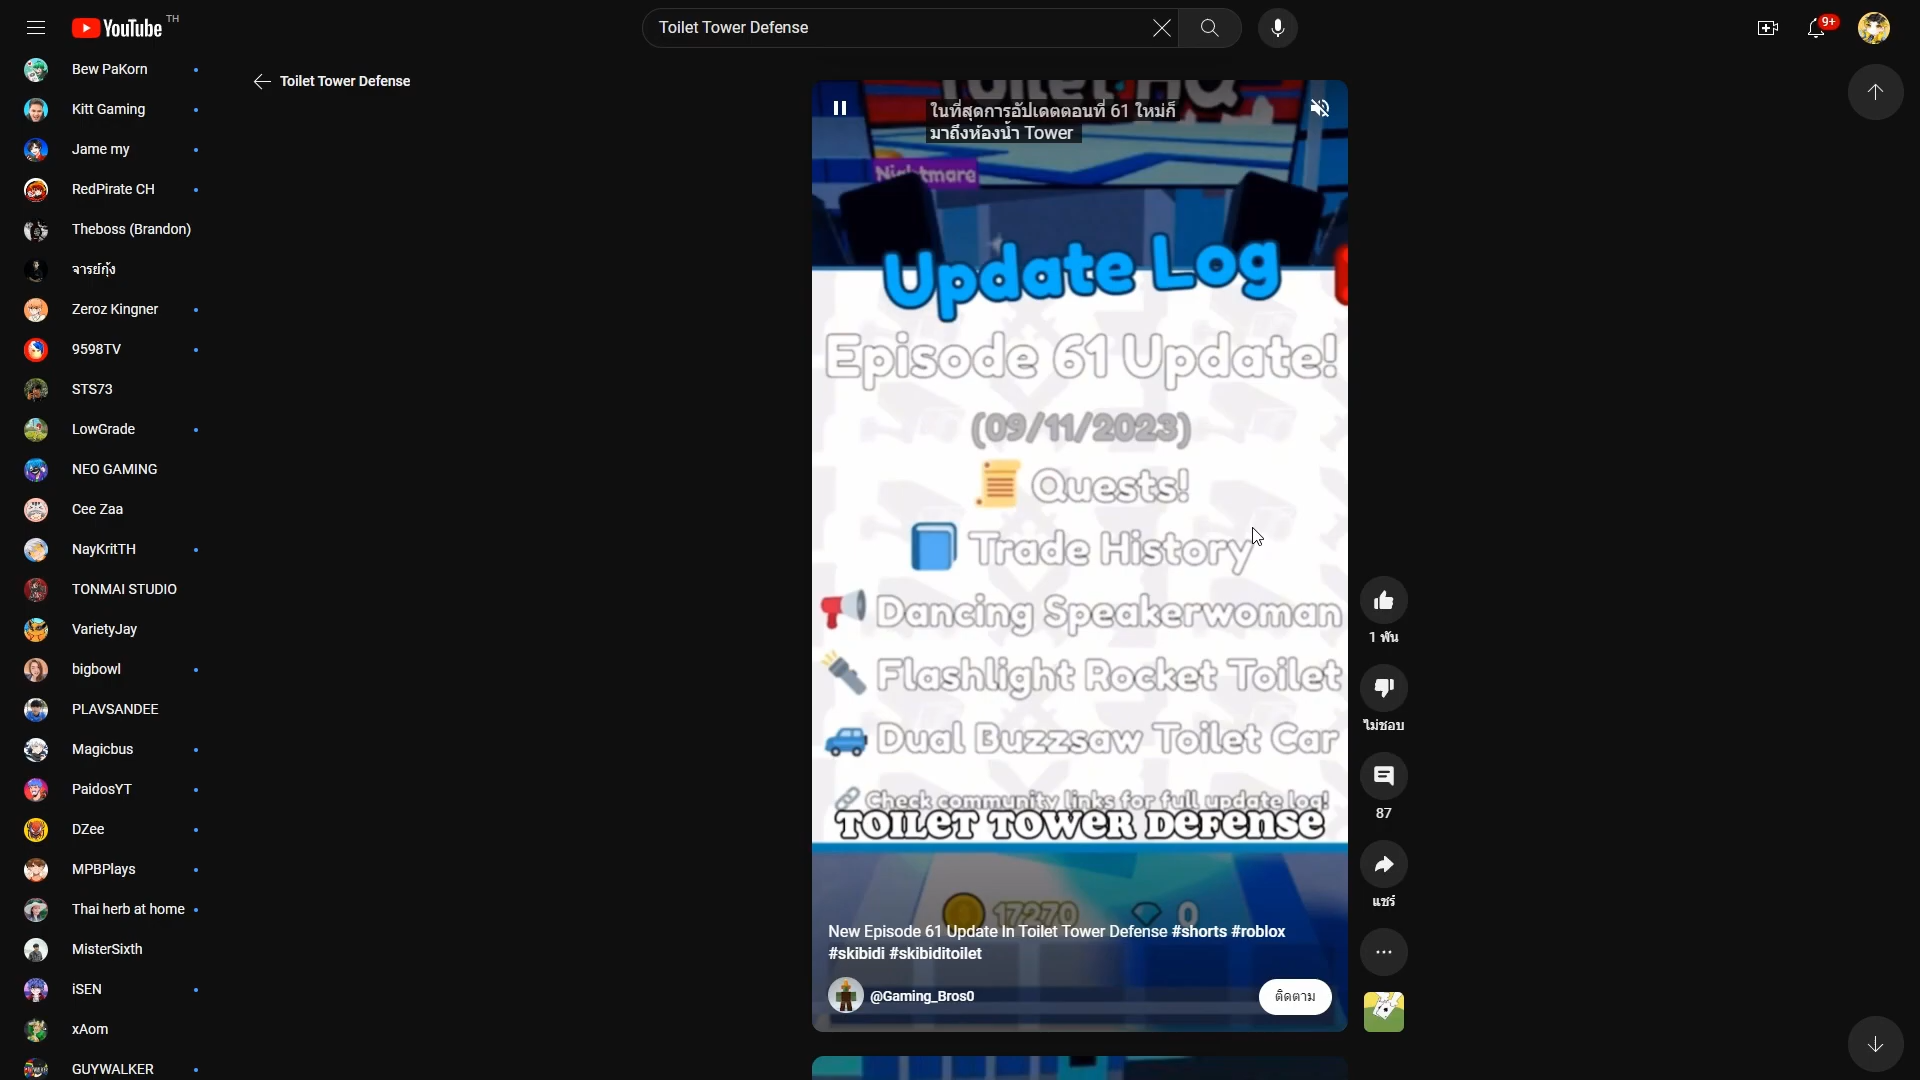 YouTube TH
Toilet Tower Defense
9+
Bew PaKorn
Kitt Gaming
Jame my
RedPirate CH
Theboss (Brandon)
จารย์กุ้ง
Zeroz Kingner
9598TV
STS73
LowGrade
NEO GAMING
Cee Zaa
NayKritTH
TONMAI STUDIO
VarietyJay
bigbowl
PLAVSANDEE
Magicbus
PaidosYT
DZee
MPBPlays
Thai herb at home
MisterSixth
iSEN
xAom
GUYWALKER
Toilet Tower Defense
Toilet HQ
ในที่สุดการอัปเดตตอนที่ 61 ใหม่ก็
มาถึงห้องน้ำ Tower
Nightmare
Update Log
Episode 61 Update!
(09/11/2023)
Quests!
Trade History
Dancing Speakerwoman
Flashlight Rocket Toilet
Dual Buzzsaw Toilet Car
Check community links for full update log!
TOILET TOWER DEFENSE
17270 0
New Episode 61 Update In Toilet Tower Defense #shorts #roblox
#skibidi #skibiditoilet
@Gaming_Bros0
ติดตาม
1 พัน
ไม่ชอบ
87
แชร์